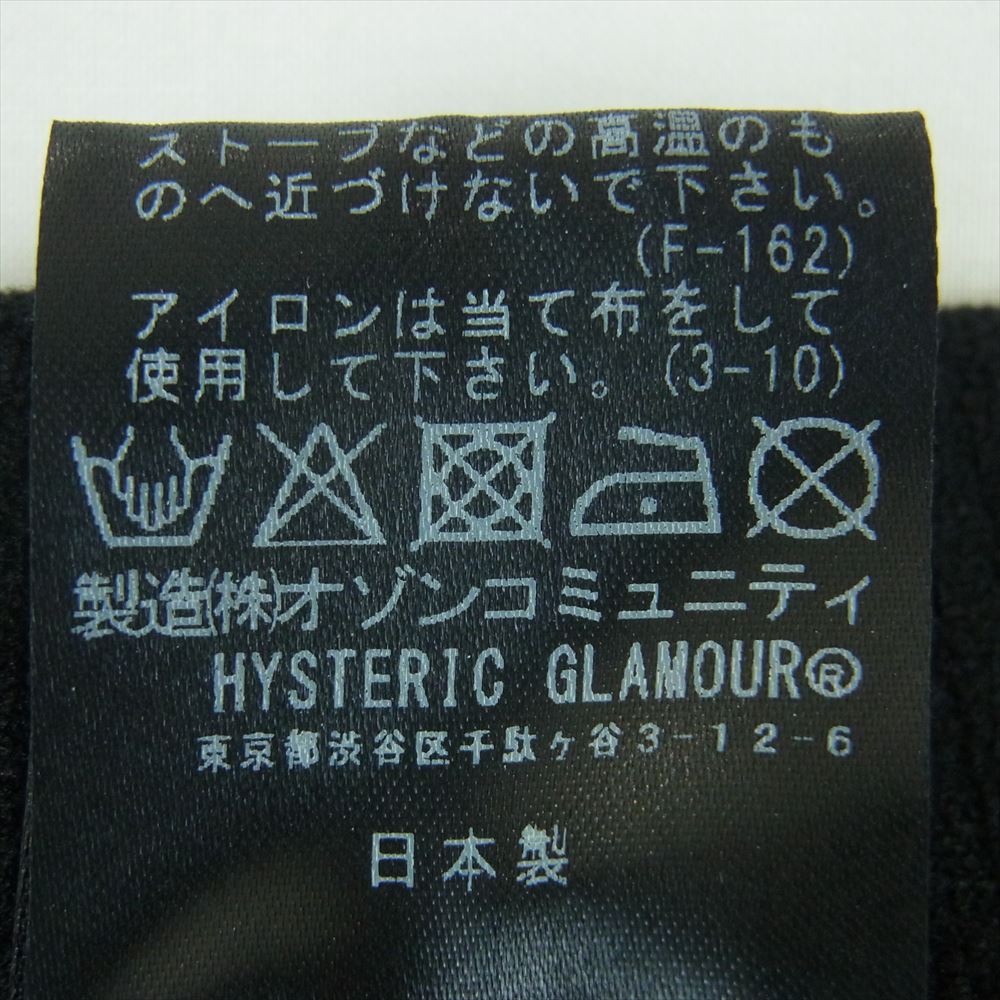 ストーブなどの高温のも
のへ近づけないで下さい。
(F-162)
アイロンは当て布をして
使用して下さい。(3-10)
製造(株)オゾンコミュニティ
HYSTERIC GLAMOUR®
東京都渋谷区千駄ヶ谷3-12-6
日本製